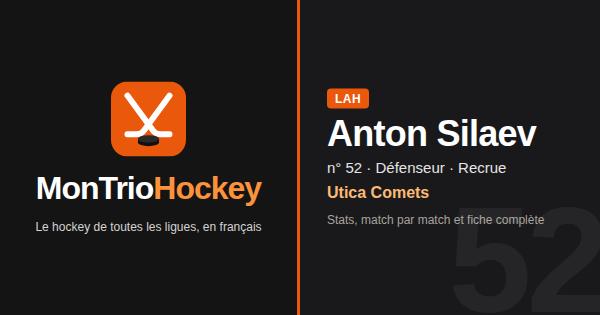 MonTrioHockey
Le hockey de toutes les ligues, en français
LAH
Anton Silaev
n° 52 · Défenseur · Recrue
Utica Comets
Stats, match par match et fiche complète
52